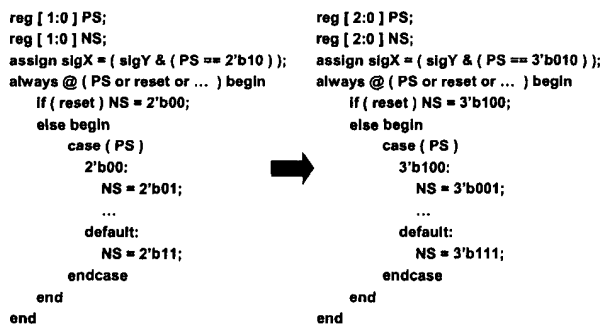 reg [ 1:0 ] PS;
reg [ 1:0 ] NS;
assign sigX = ( sigY & ( PS == 2'b10 ) );
always @ ( PS or reset or ... ) begin
if ( reset ) NS = 2'b00;
else begin
case ( PS )
2'b00:
NS = 2'b01;
...
default:
NS = 2'b11;
endcase
end
end
reg [ 2:0 ] PS;
reg [ 2:0 ] NS;
assign sigX = ( sigY & ( PS == 3'b010 ) );
always @ ( PS or reset or ... ) begin
if ( reset ) NS = 3'b100;
else begin
case ( PS )
3'b100:
NS = 3'b001;
...
default:
NS = 3'b111;
endcase
end
end